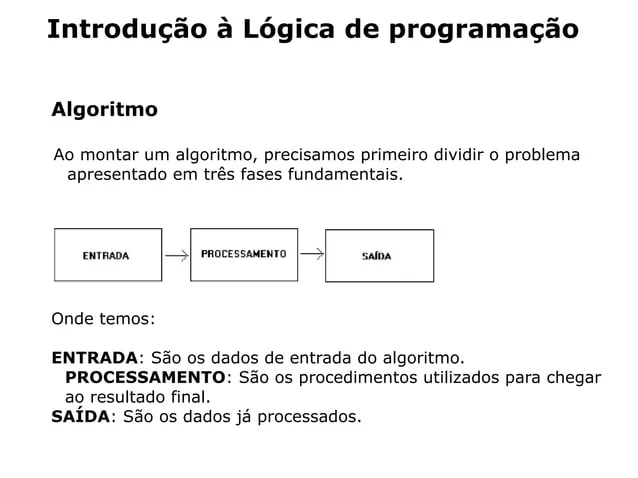 Introdução à Lógica de programação
Algoritmo
Ao montar um algoritmo, precisamos primeiro dividir o problema
apresentado em três fases fundamentais.
ENTRADA
PROCESSAMENTO
SAÍDA
Onde temos:
ENTRADA: São os dados de entrada do algoritmo.
PROCESSAMENTO: São os procedimentos utilizados para chegar
ao resultado final.
SAÍDA: São os dados já processados.